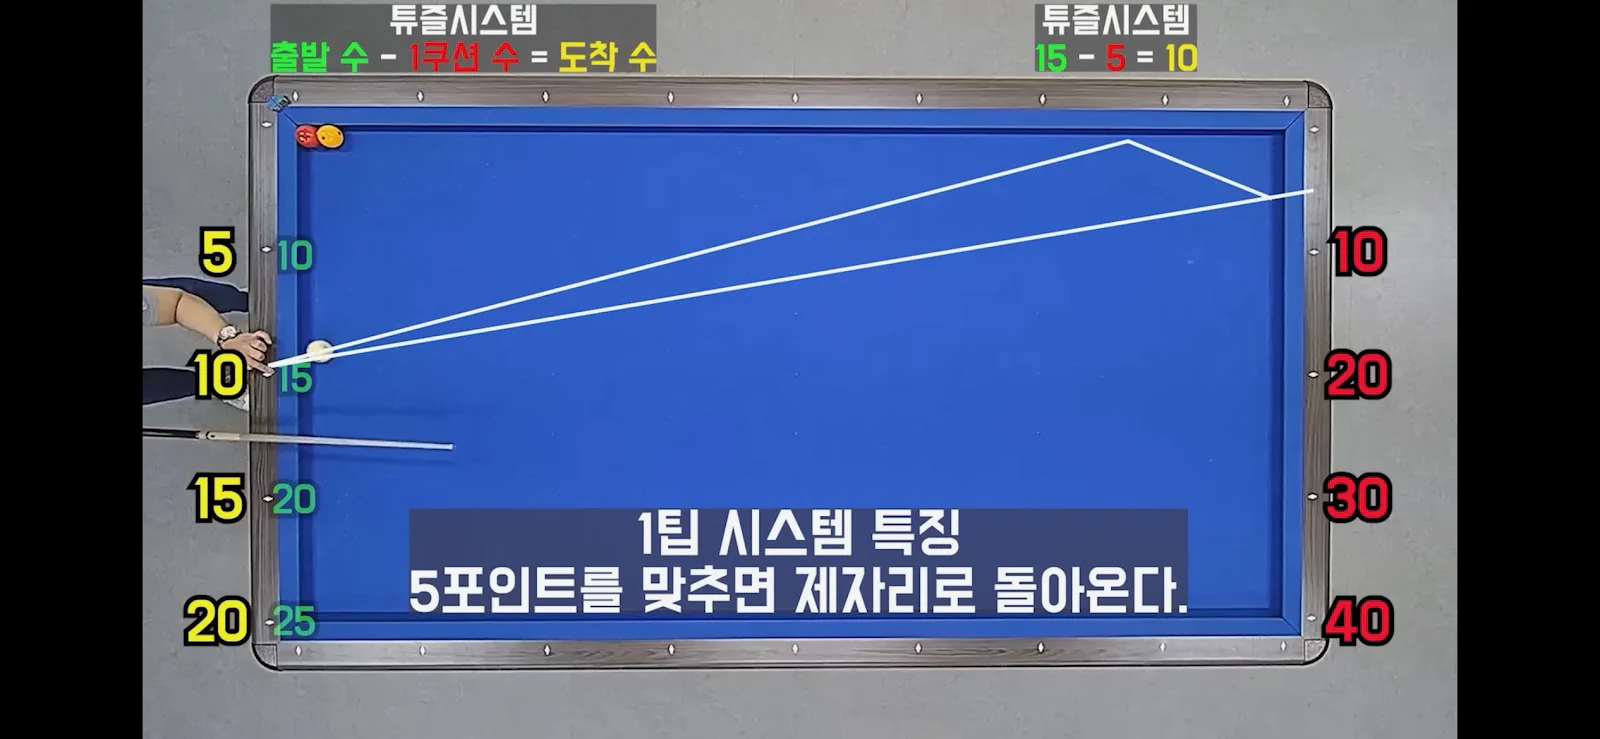 튜즐시스템
출발 수 - 1쿠션 수 = 도착 수
튜즐시스템
15 - 5 = 10
5
10
10
10
15
20
15
20
30
20
25
40
1팁 시스템 특징
5포인트를 맞추면 제자리로 돌아온다.